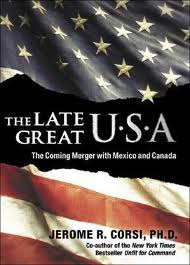 THE LATE
GREAT U·S·A
The Coming Merger with Mexico and Canada
JEROME R. CORSI, PH.D.
Co-author of the New York Times
Bestseller Unfit for Command